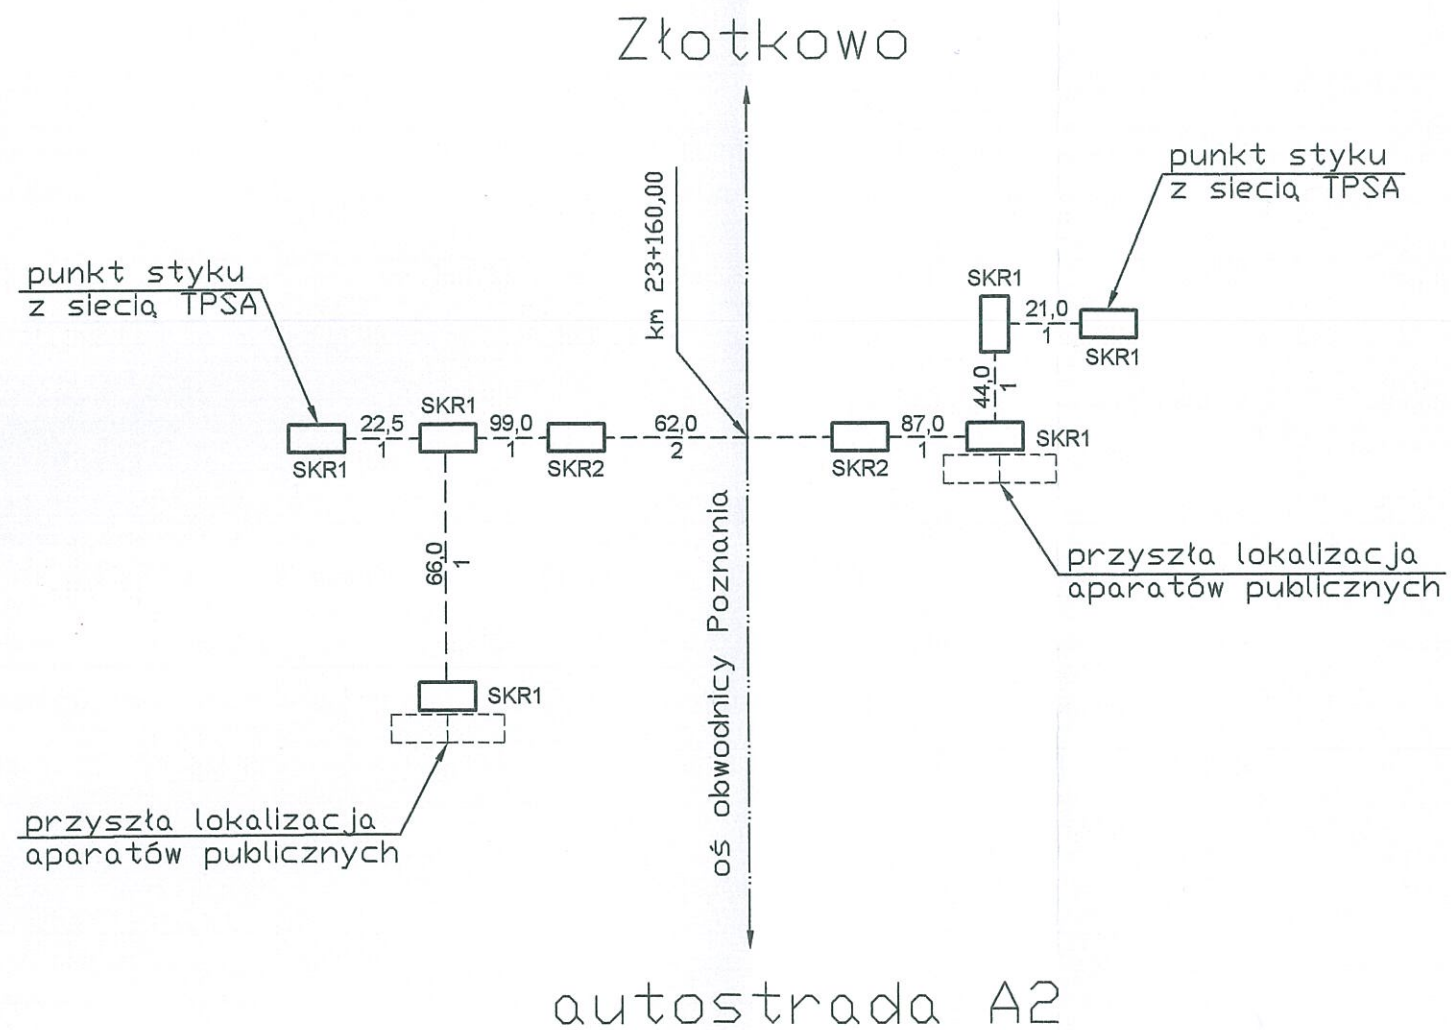 Złotkowo
punkt styku
z siecią TPSA
km 23+160,00
punkt styku
z siecią TPSA
SKR1
21,0
1
SKR1
44,0
1
SKR1
22,5
1
SKR1
99,0
1
SKR2
62,0
2
SKR2
87,0
1
SKR1
66,0
1
SKR1
przyszła lokalizacja
aparatów publicznych
oś obwodnicy Poznania
przyszła lokalizacja
aparatów publicznych
autostrada A2